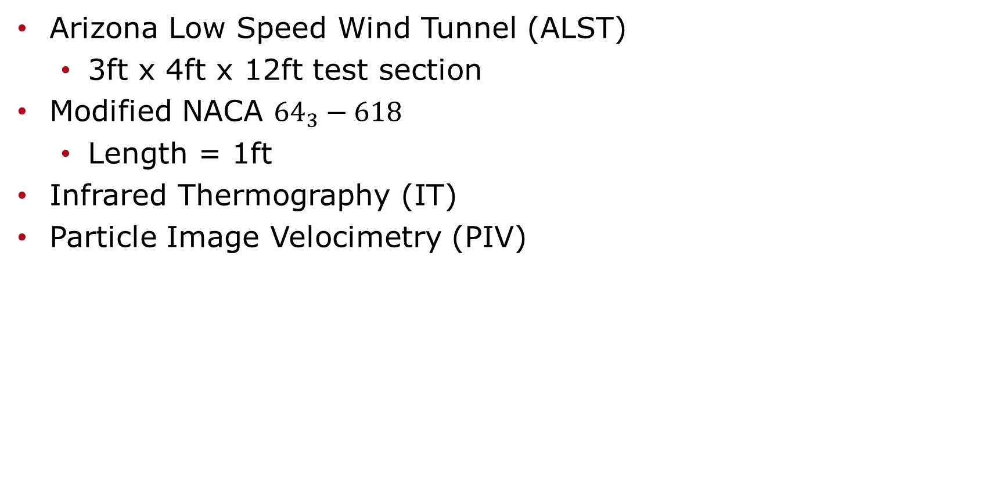 • Arizona Low Speed Wind Tunnel (ALST)
• 3ft x 4ft x 12ft test section
• Modified NACA 64₃ − 618
• Length = 1ft
• Infrared Thermography (IT)
• Particle Image Velocimetry (PIV)